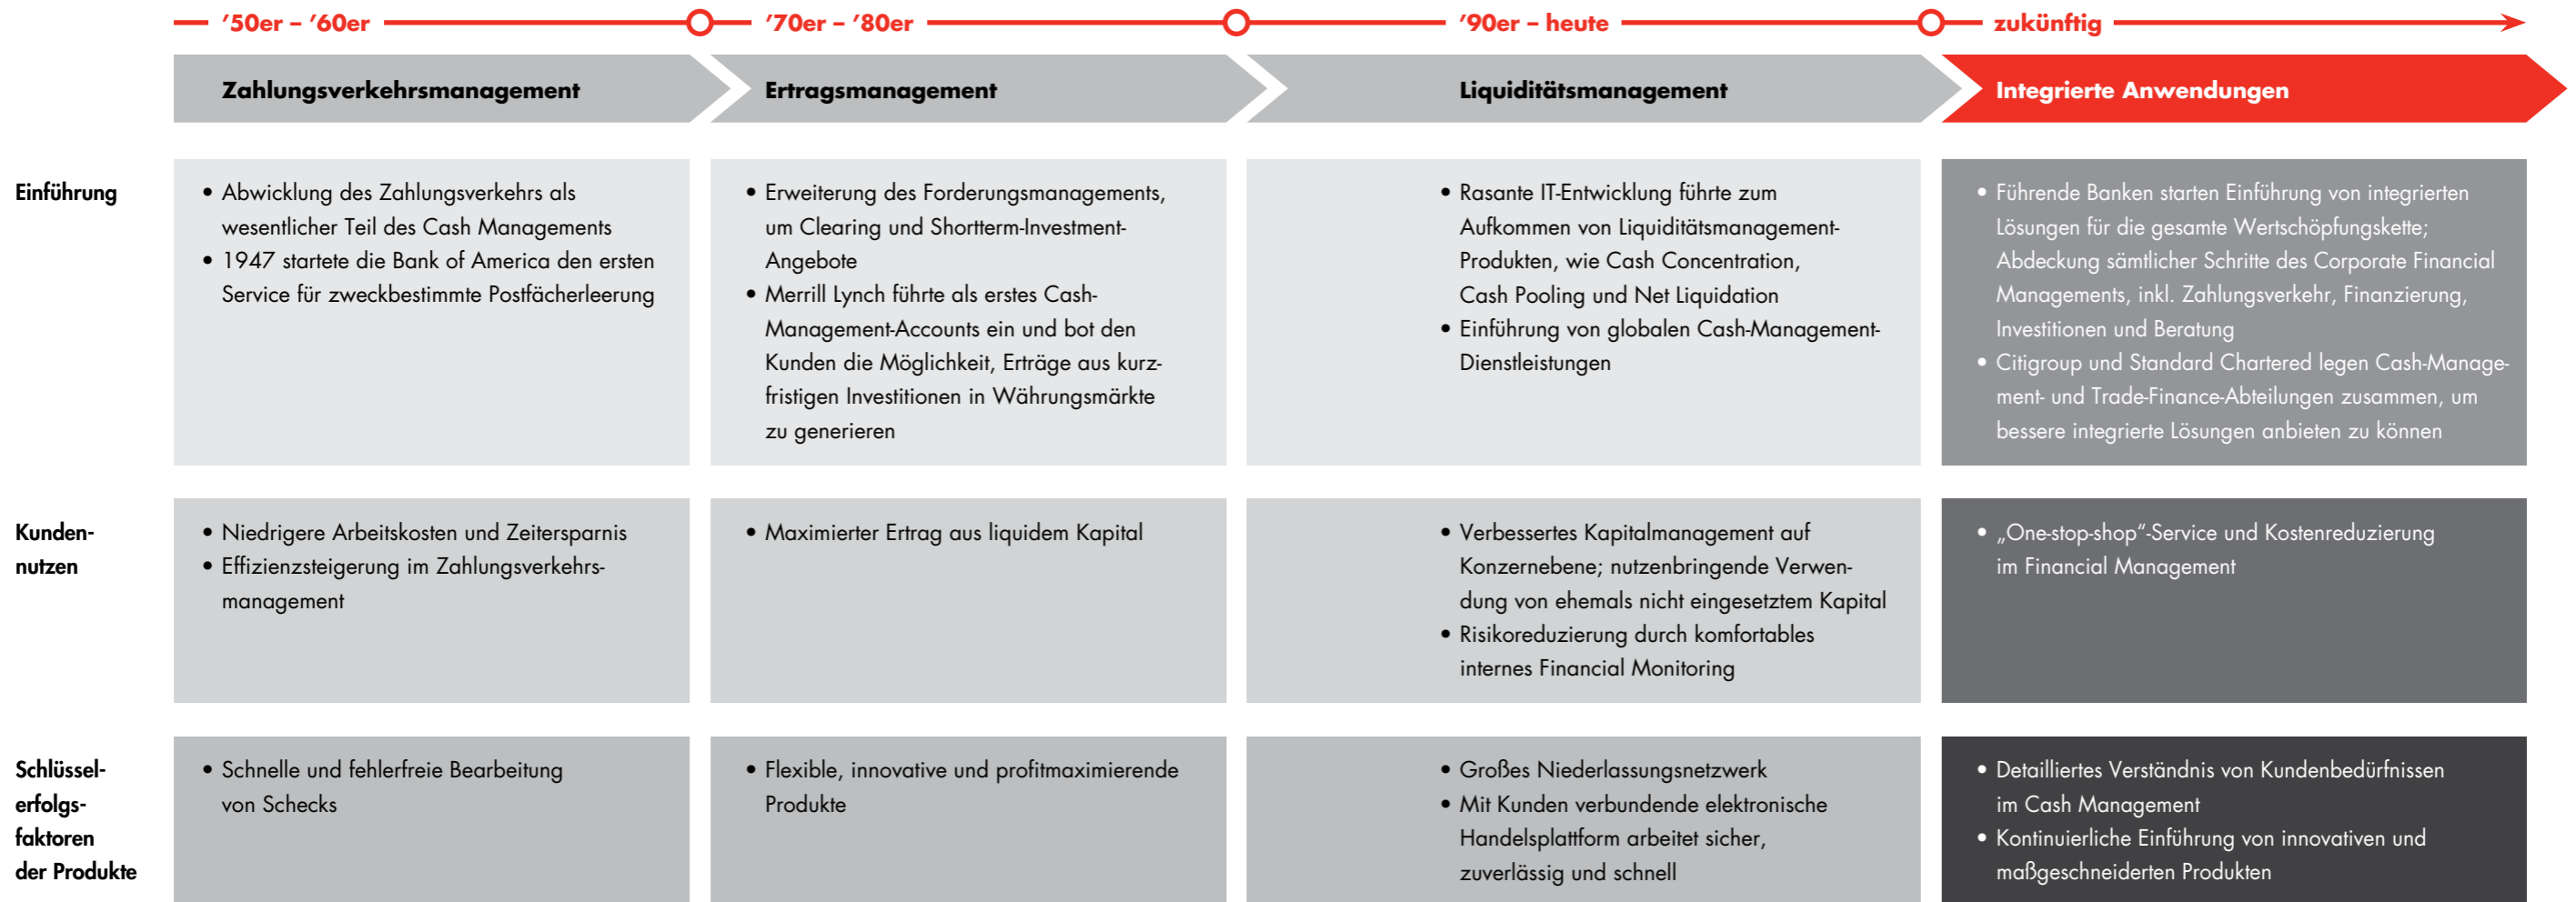 ’50er – ’60er
’70er – ’80er
’90er – heute
zukünftig
Zahlungsverkehrsmanagement
Ertragsmanagement
Liquiditätsmanagement
Integrierte Anwendungen
Einführung
• Abwicklung des Zahlungsverkehrs als
wesentlicher Teil des Cash Managements
• 1947 startete die Bank of America den ersten
Service für zweckbestimmte Postfächerleerung
• Erweiterung des Forderungsmanagements,
um Clearing und Shortterm-Investment-
Angebote
• Merrill Lynch führte als erstes Cash-
Management-Accounts ein und bot den
Kunden die Möglichkeit, Erträge aus kurz-
fristigen Investitionen in Währungsmärkte
zu generieren
• Rasante IT-Entwicklung führte zum
Aufkommen von Liquiditätsmanagement-
Produkten, wie Cash Concentration,
Cash Pooling und Net Liquidation
• Einführung von globalen Cash-Management-
Dienstleistungen
• Führende Banken starten Einführung von integrierten
Lösungen für die gesamte Wertschöpfungskette;
Abdeckung sämtlicher Schritte des Corporate Financial
Managements, inkl. Zahlungsverkehr, Finanzierung,
Investitionen und Beratung
• Citigroup und Standard Chartered legen Cash-Manage-
ment- und Trade-Finance-Abteilungen zusammen, um
bessere integrierte Lösungen anbieten zu können
Kunden-
nutzen
• Niedrigere Arbeitskosten und Zeitersparnis
• Effizienzsteigerung im Zahlungsverkehrs-
management
• Maximierter Ertrag aus liquidem Kapital
• Verbessertes Kapitalmanagement auf
Konzernebene; nutzenbringende Verwen-
dung von ehemals nicht eingesetztem Kapital
• Risikoreduzierung durch komfortables
internes Financial Monitoring
• „One-stop-shop“-Service und Kostenreduzierung
im Financial Management
Schlüssel-
erfolgs-
faktoren
der Produkte
• Schnelle und fehlerfreie Bearbeitung
von Schecks
• Flexible, innovative und profitmaximierende
Produkte
• Großes Niederlassungsnetzwerk
• Mit Kunden verbundende elektronische
Handelsplattform arbeitet sicher,
zuverlässig und schnell
• Detailliertes Verständnis von Kundenbedürfnissen
im Cash Management
• Kontinuierliche Einführung von innovativen und
maßgeschneiderten Produkten